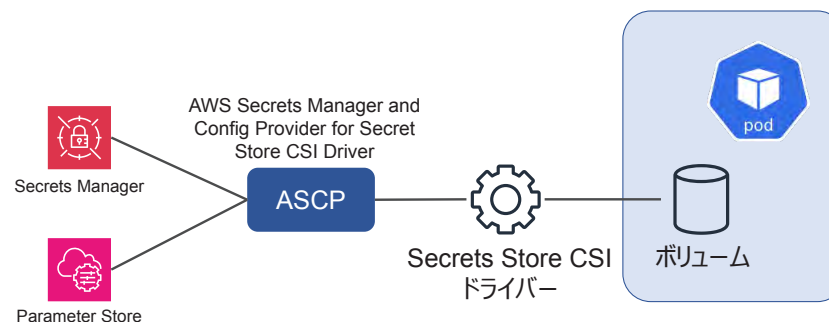 AWS Secrets Manager and
Config Provider for Secret
Store CSI Driver
Secrets Manager
ASCP
Parameter Store
Secrets Store CSI
ドライバー
pod
ボリューム